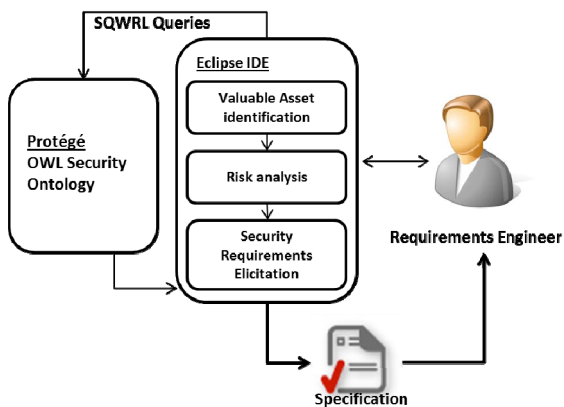 SQWRL Queries
Eclipse IDE
Valuable Asset
identification
Protégé
OWL Security
Ontology
Risk analysis
Security
Requirements
Elicitation
Requirements Engineer
Specification